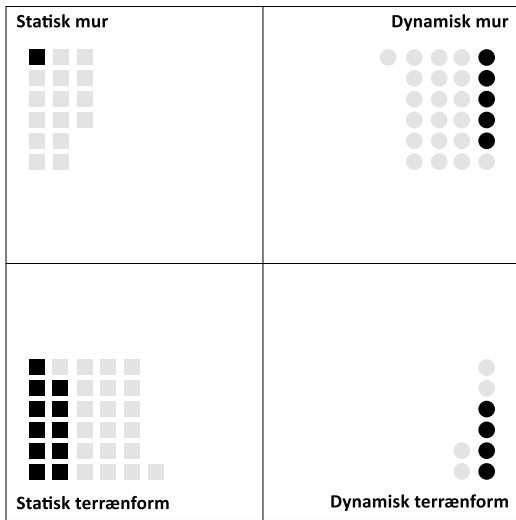 Statisk mur
Dynamisk mur
Statisk terrænform
Dynamisk terrænform